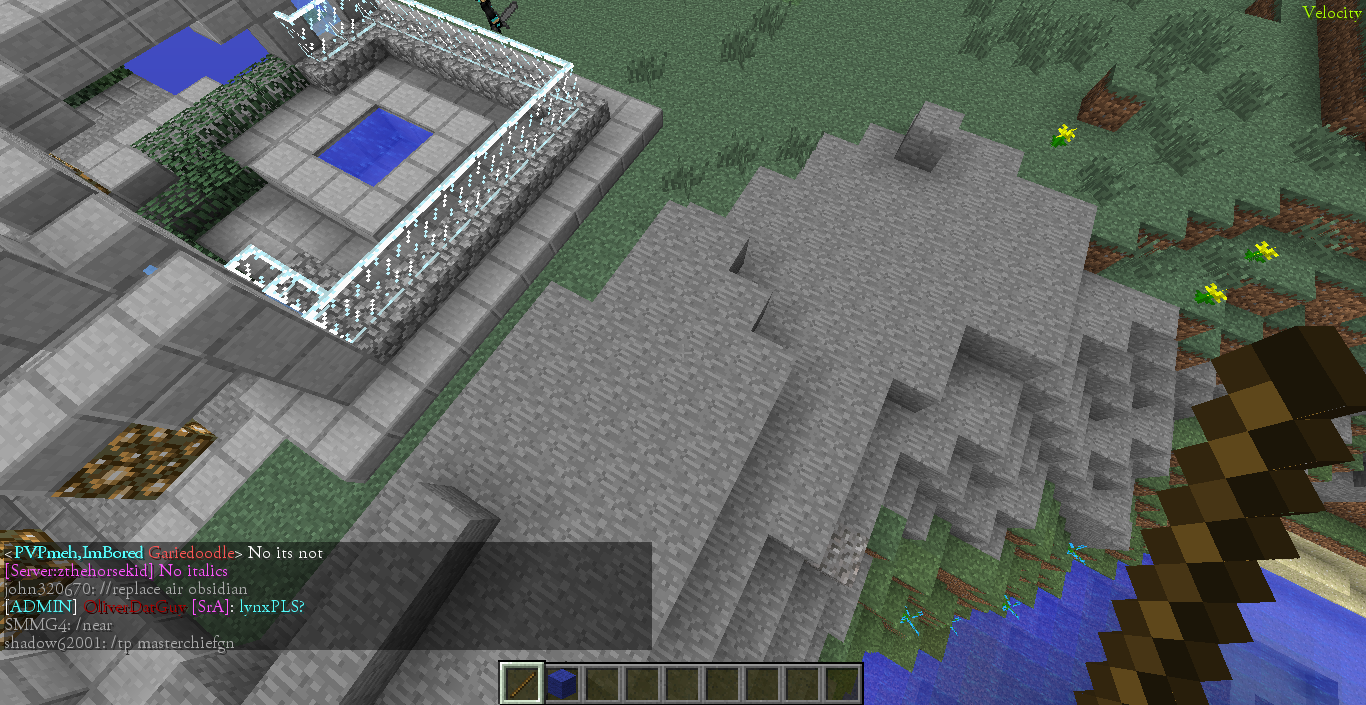 Velocity
<PVPmeh,ImBored Gariedoodle> No its not
[Server:zthehorsekid] No italics
john320670: //replace air obsidian
[ADMIN] OliverDatGuy [SrA]: lynxPLS?
SMMG4: /near
shadow62001: /tp masterchiefgn